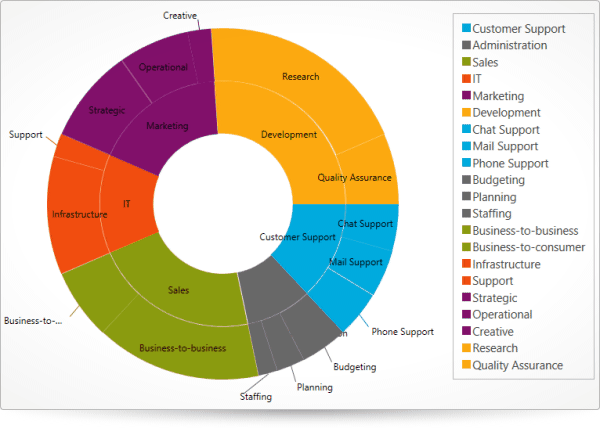 Creative
Operational
Research
Strategic
Marketing
Development
Support
Quality Assurance
IT
Infrastructure
Chat Support
Customer Support
Mail Support
Sales
Business-to-...
Phone Support
Business-to-business
Budgeting
Planning
Staffing
Customer Support
Administration
Sales
IT
Marketing
Development
Chat Support
Mail Support
Phone Support
Budgeting
Planning
Staffing
Business-to-business
Business-to-consumer
Infrastructure
Support
Strategic
Operational
Creative
Research
Quality Assurance